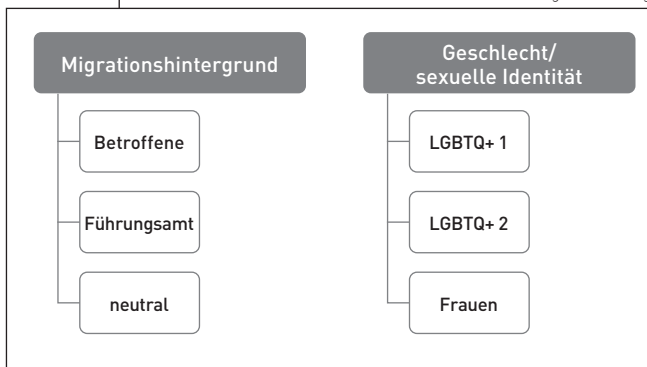 Migrationshintergrund
Betroffene
Führungsamt
neutral
Geschlecht/
sexuelle Identität
LGBTQ+ 1
LGBTQ+ 2
Frauen